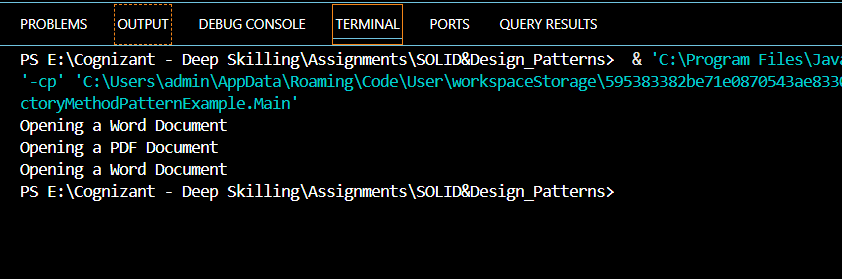 PROBLEMS OUTPUT DEBUG CONSOLE TERMINAL PORTS QUERY RESULTS
PS E:\Cognizant - Deep Skilling\Assignments\SOLID&Design_Patterns>  & 'C:\Program Files\Java
'-cp' 'C:\Users\admin\AppData\Roaming\Code\User\workspaceStorage\595383382be71e0870543ae8330
ctoryMethodPatternExample.Main'
Opening a Word Document
Opening a PDF Document
Opening a Word Document
PS E:\Cognizant - Deep Skilling\Assignments\SOLID&Design_Patterns>